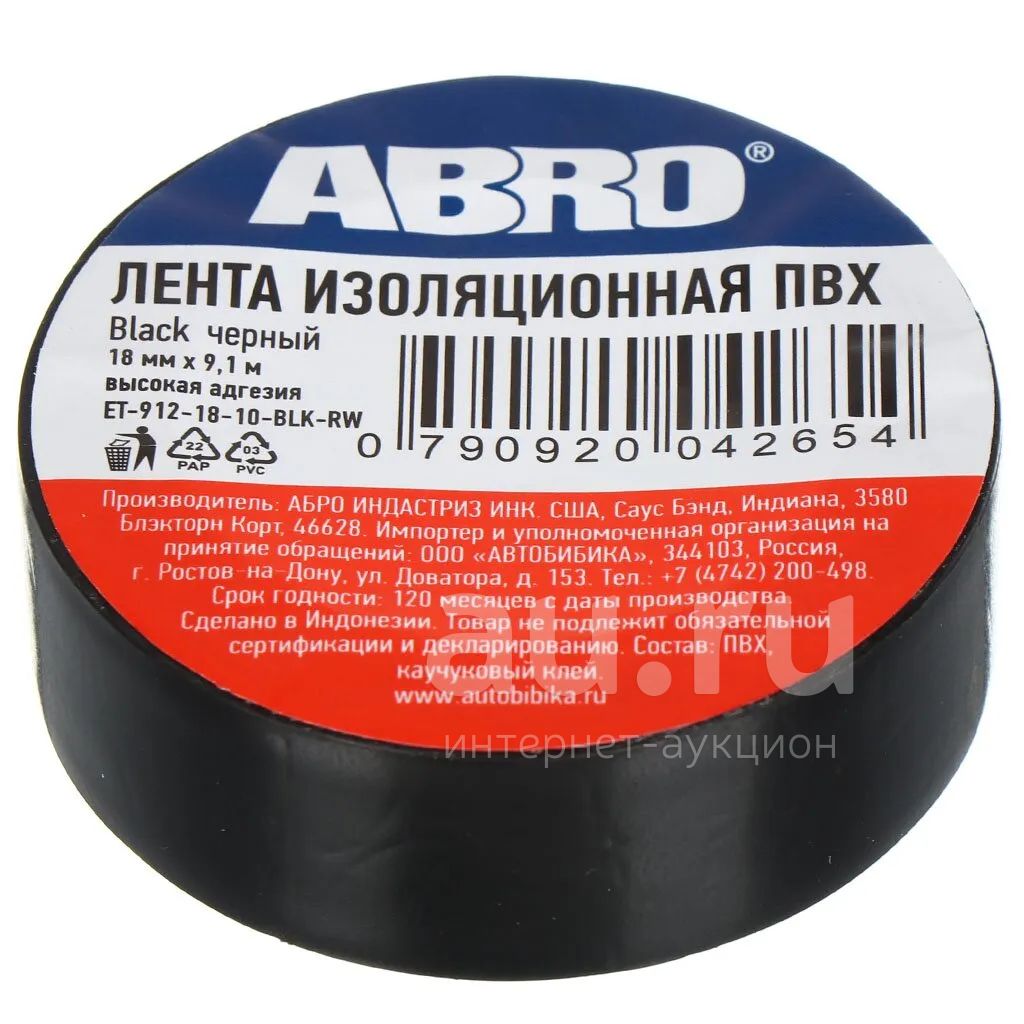 ABRO®
ЛЕНТА ИЗОЛЯЦИОННАЯ ПВХ
Black черный
18 мм х 9,1 м
высокая адгезия
ET-912-18-10-BLK-RW
0 790920 042654
22
PAP
03
PVC
Производитель: АБРО ИНДАСТРИЗ ИНК. США, Саус Бэнд, Индиана, 3580
Блэкторн Корт, 46628. Импортер и уполномоченная организация на
принятие обращений: ООО «АВТОБИБИКА», 344103, Россия,
г. Ростов-на-Дону, ул. Доватора, д. 153. Тел.: +7 (4742) 200-498.
Срок годности: 120 месяцев с даты производства.
Сделано в Индонезии. Товар не подлежит обязательной
сертификации и декларированию. Состав: ПВХ,
каучуковый клей.
www.autobibika.ru
au.ru
интернет-аукцион